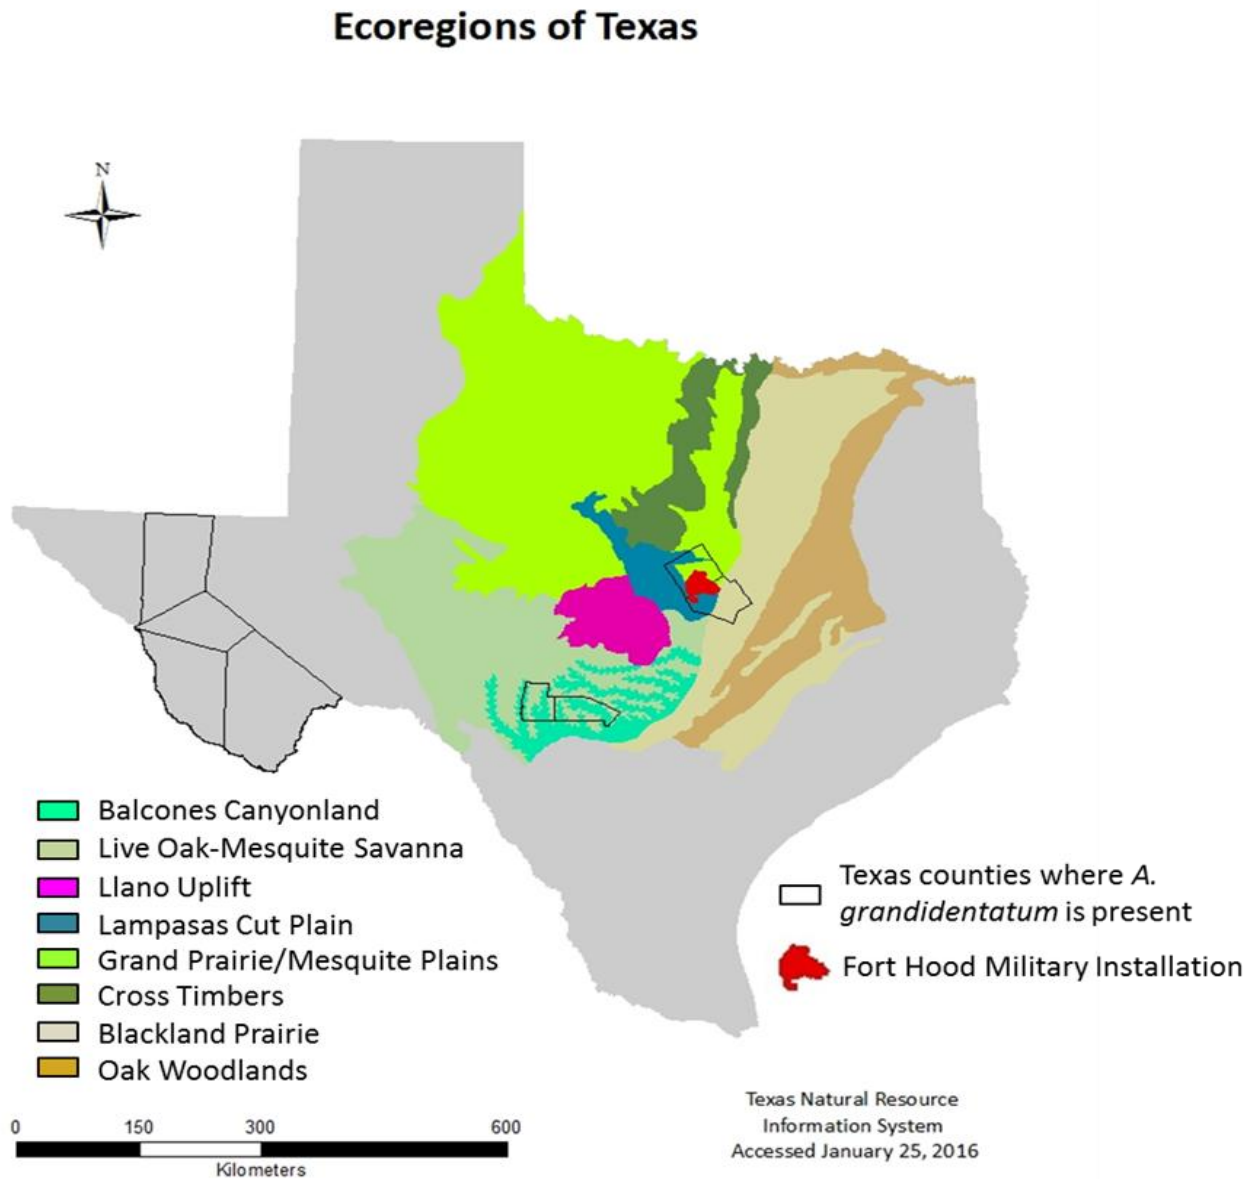 Ecoregions of Texas
N
Balcones Canyonland
Live Oak-Mesquite Savanna
Llano Uplift
Lampasas Cut Plain
Grand Prairie/Mesquite Plains
Cross Timbers
Blackland Prairie
Oak Woodlands
Texas counties where A.
grandidentatum is present
Fort Hood Military Installation
0 150 300 600
Kilometers
Texas Natural Resource
Information System
Accessed January 25, 2016